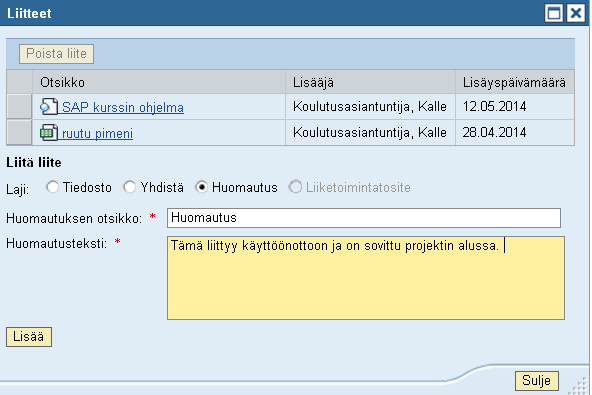 Liitteet
Poista liite
Otsikko Lisääjä Lisäyspäivämäärä
SAP kurssin ohjelma Koulutusasiantuntija, Kalle 12.05.2014
ruutu pimeni Koulutusasiantuntija, Kalle 28.04.2014
Liitä liite
Laji: Tiedosto Yhdistä Huomautus Liiketoimintatosite
Huomautuksen otsikko: * Huomautus
Huomautusteksti: * Tämä liittyy käyttöönottoon ja on sovittu projektin alussa.
Lisää
Sulje